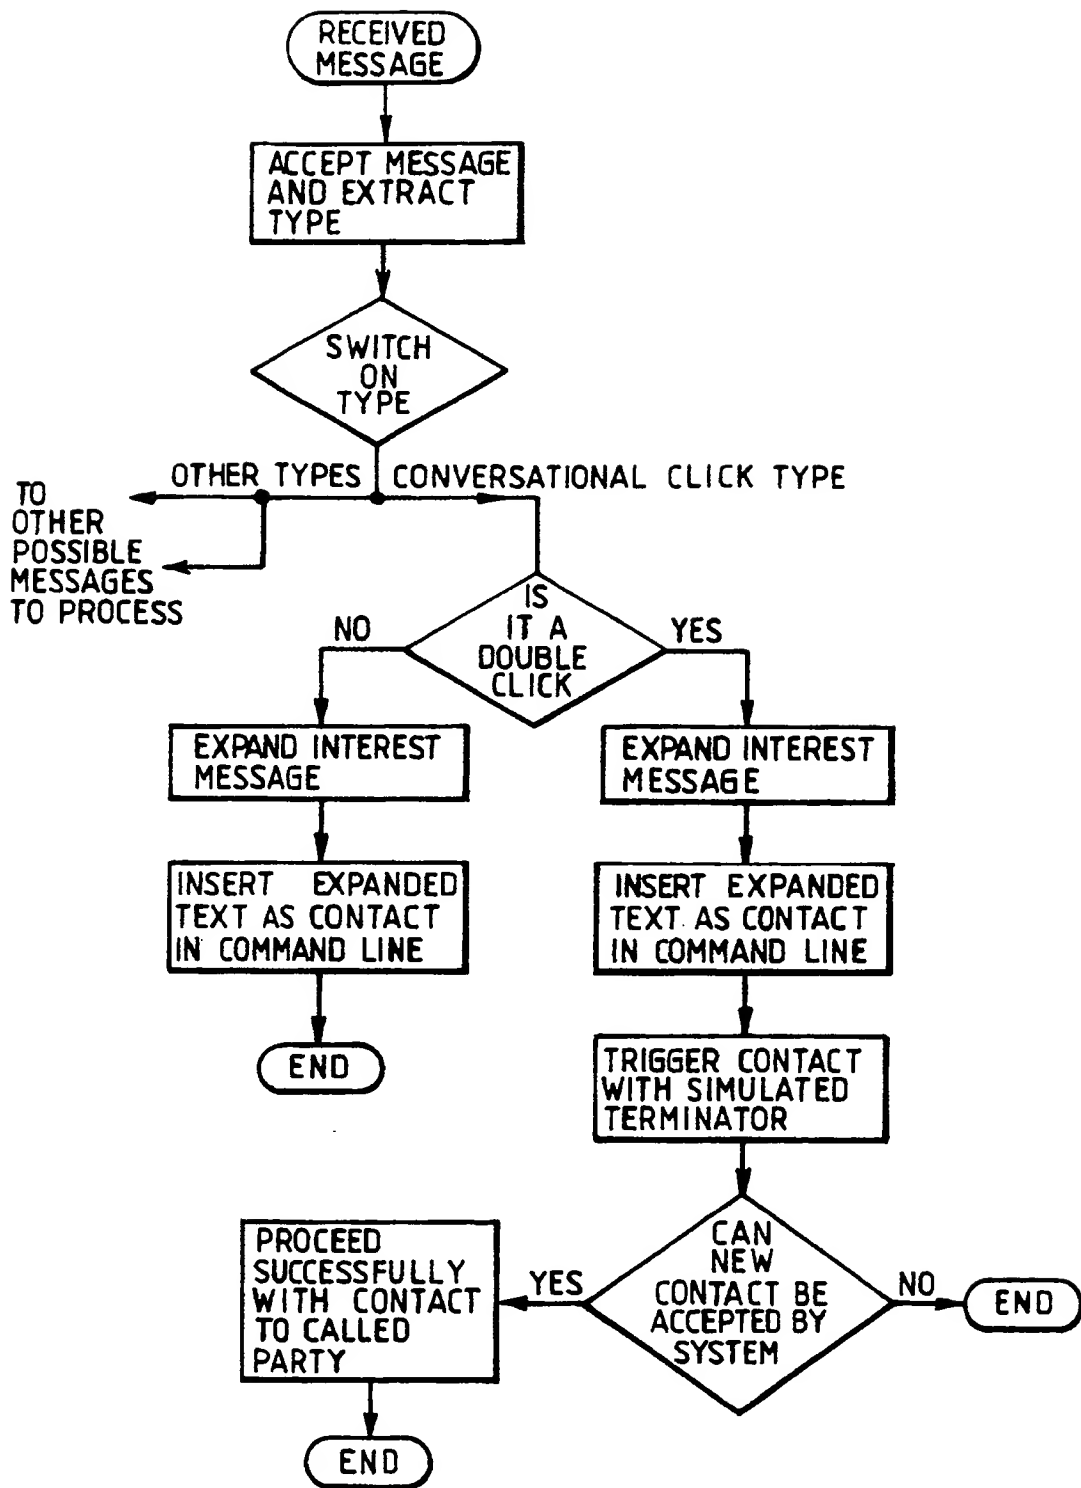 RECEIVED
MESSAGE
ACCEPT MESSAGE
AND EXTRACT
TYPE
SWITCH
ON
TYPE
OTHER TYPES
CONVERSATIONAL CLICK TYPE
TO
OTHER
POSSIBLE
MESSAGES
TO PROCESS
IS
IT A
DOUBLE
CLICK
NO
YES
EXPAND INTEREST
MESSAGE
INSERT EXPANDED
TEXT AS CONTACT
IN COMMAND LINE
END
EXPAND INTEREST
MESSAGE
INSERT EXPANDED
TEXT AS CONTACT
IN COMMAND LINE
TRIGGER CONTACT
WITH SIMULATED
TERMINATOR
CAN
NEW
CONTACT BE
ACCEPTED BY
SYSTEM
YES
NO
END
PROCEED
SUCCESSFULLY
WITH CONTACT
TO CALLED
PARTY
END